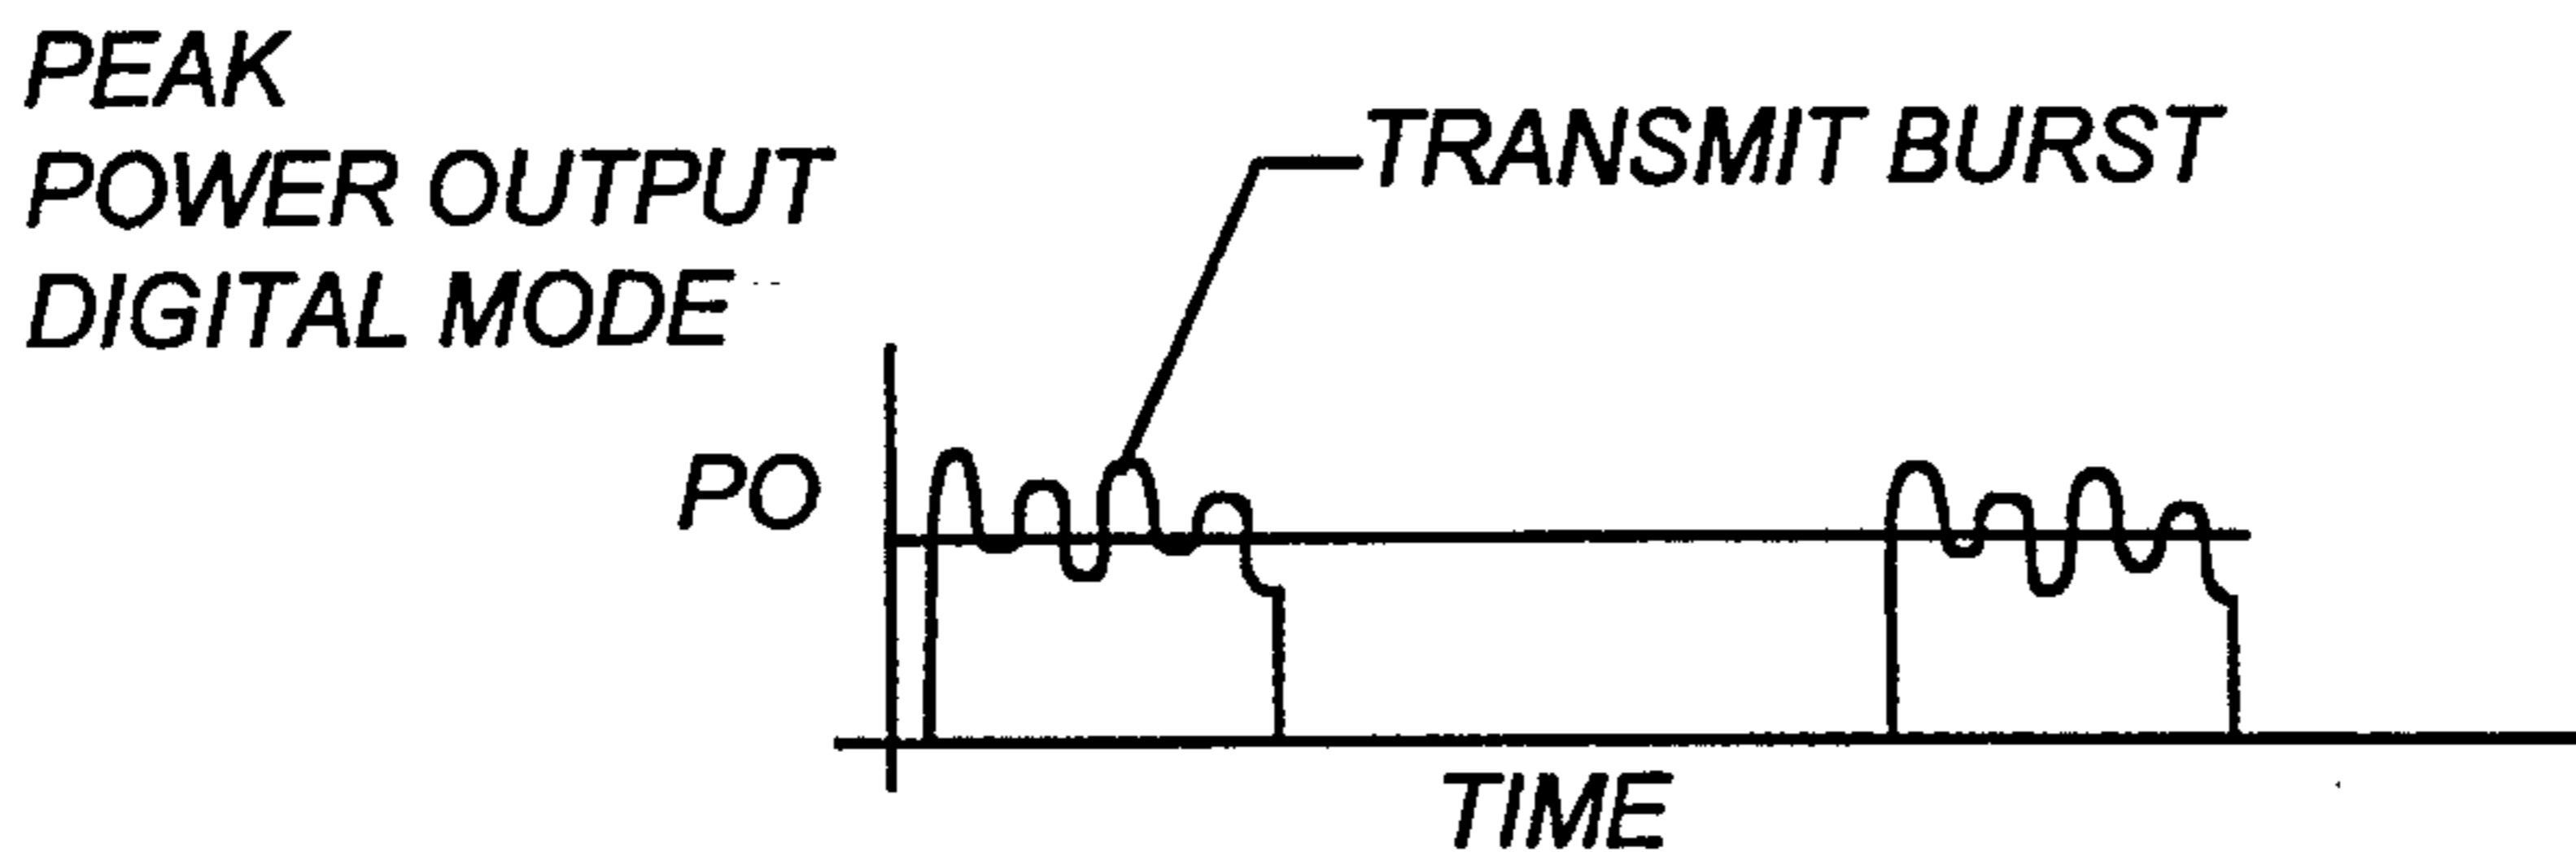 PEAK
POWER OUTPUT
DIGITAL MODE
TRANSMIT BURST
PO
TIME